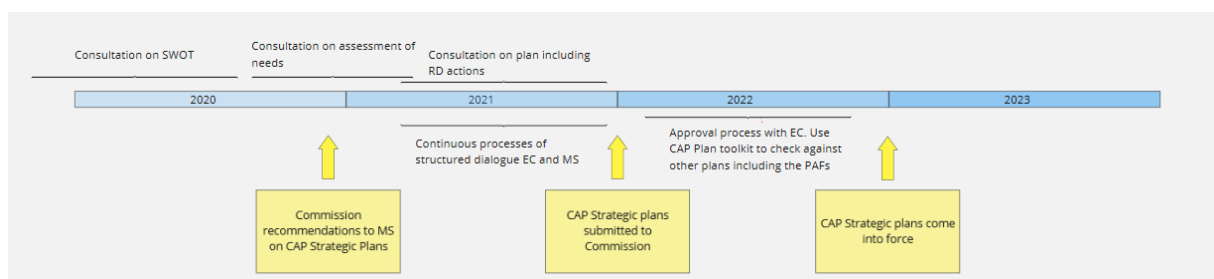 Consultation on SWOT
Consultation on assessment of
needs
Consultation on plan including
RD actions
2020
2021
2022
2023
Continuous processes of
structured dialogue EC and MS
Approval process with EC. Use
CAP Plan toolkit to check against
other plans including the PAFs
Commission
recommendations to MS
on CAP Strategic Plans
CAP Strategic plans
submitted to
Commission
CAP Strategic plans come
into force